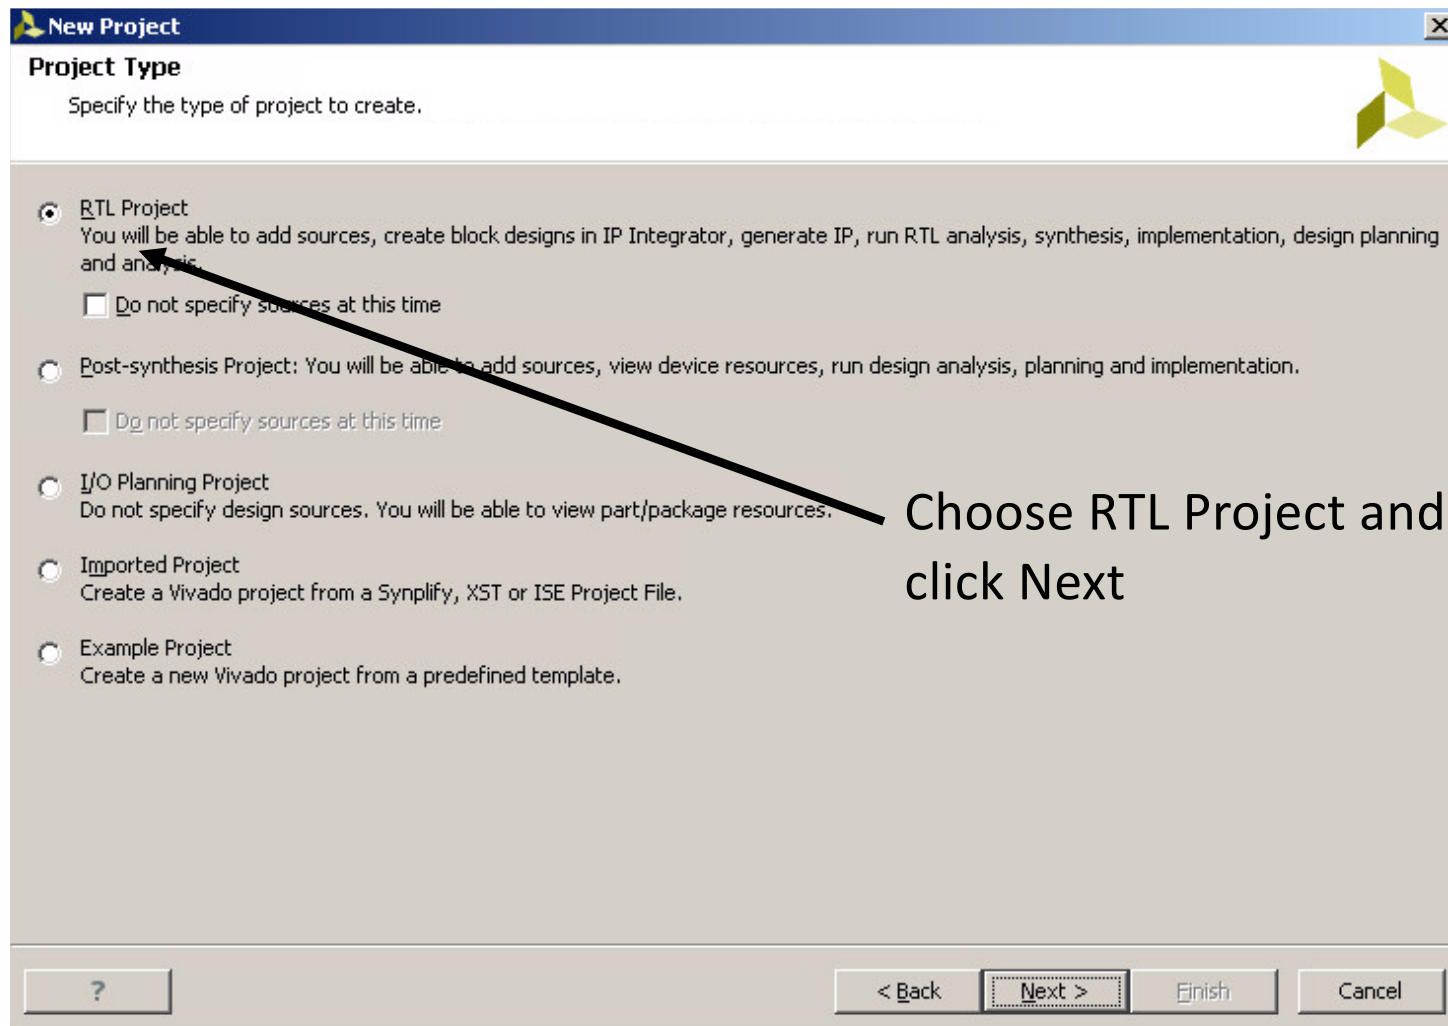 New Project
Project Type
Specify the type of project to create.
RTL Project
You will be able to add sources, create block designs in IP Integrator, generate IP, run RTL analysis, synthesis, implementation, design planning
and analysis.
Do not specify sources at this time
Post-synthesis Project: You will be able to add sources, view device resources, run design analysis, planning and implementation.
Do not specify sources at this time
I/O Planning Project
Do not specify design sources. You will be able to view part/package resources.
Choose RTL Project and
click Next
Imported Project
Create a Vivado project from a Synplify, XST or ISE Project File.
Example Project
Create a new Vivado project from a predefined template.
?
< Back
Next >
Finish
Cancel